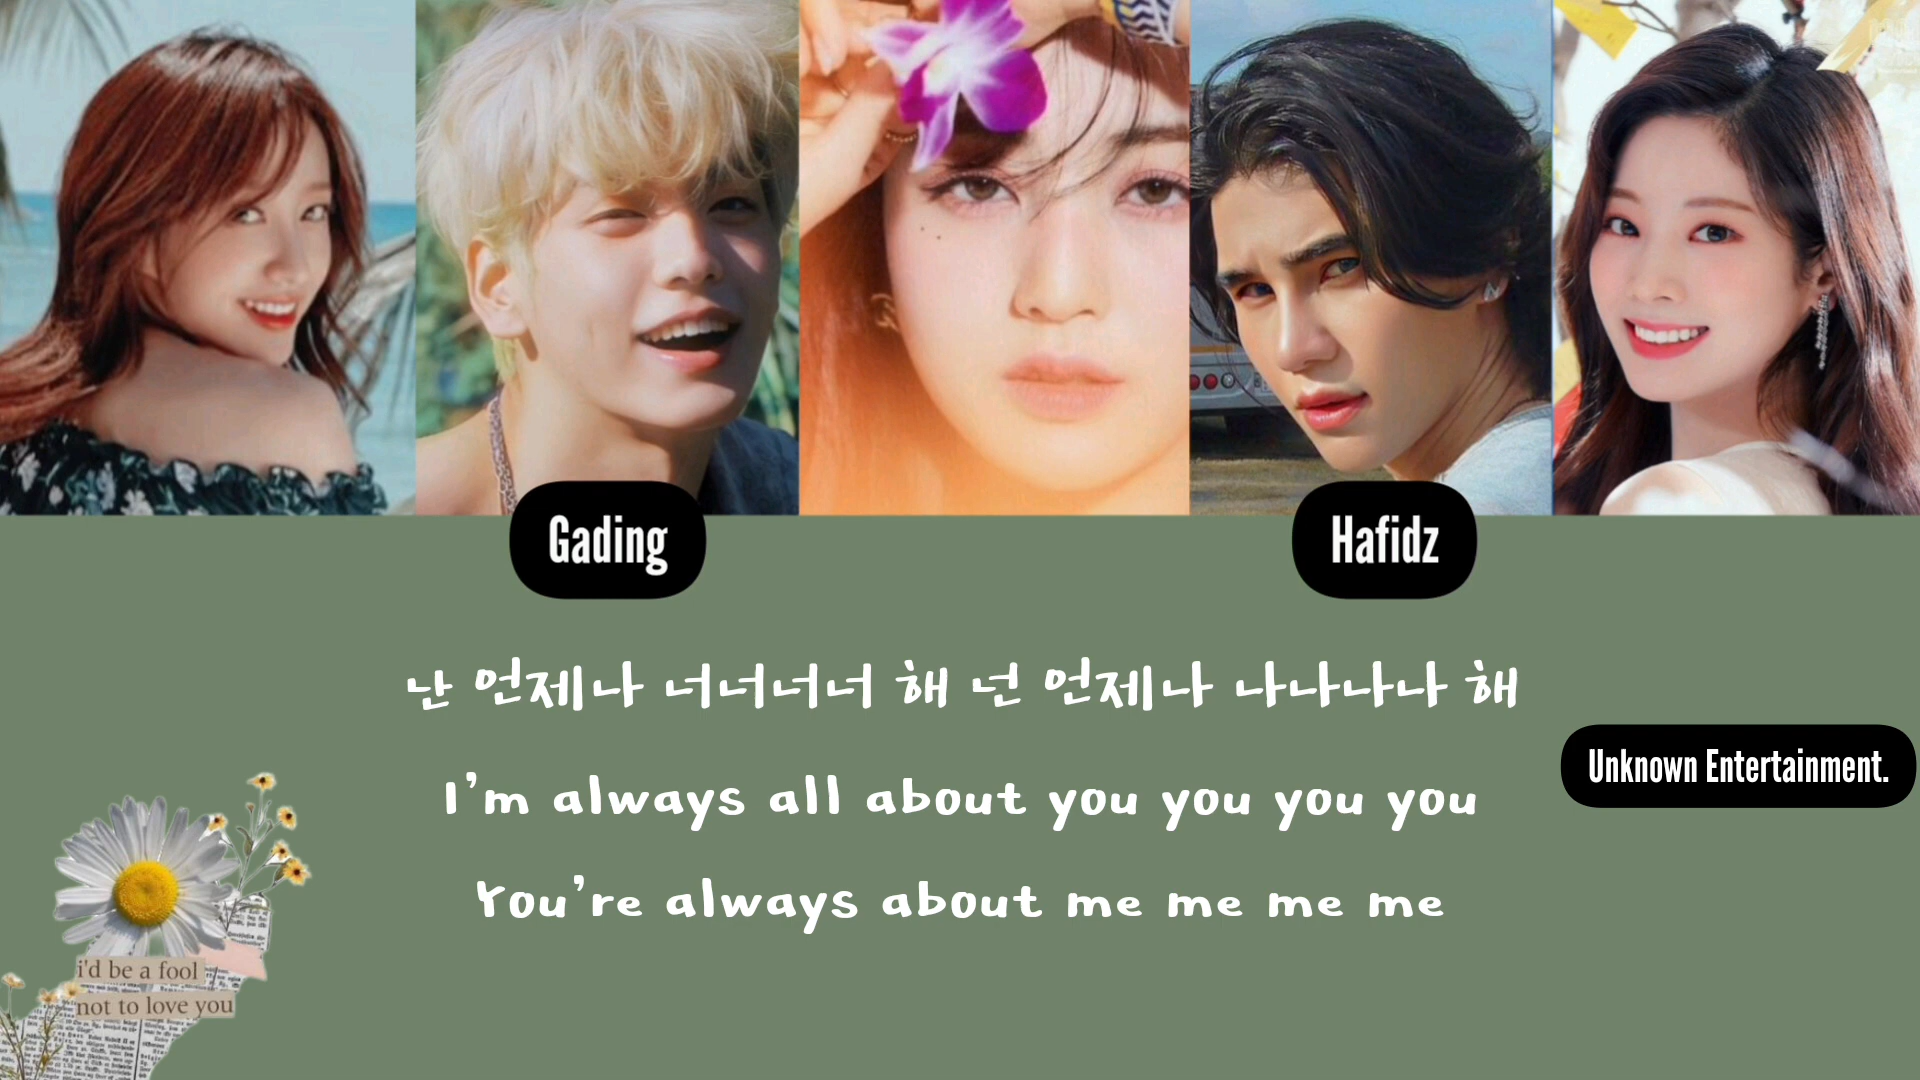 Gading
Hafidz
난 언제나 너너너너 해 넌 언제나 나나나나 해
I'm always all about you you you you
You're always about me me me me
Unknown Entertainment.
i'd be a fool
not to love you